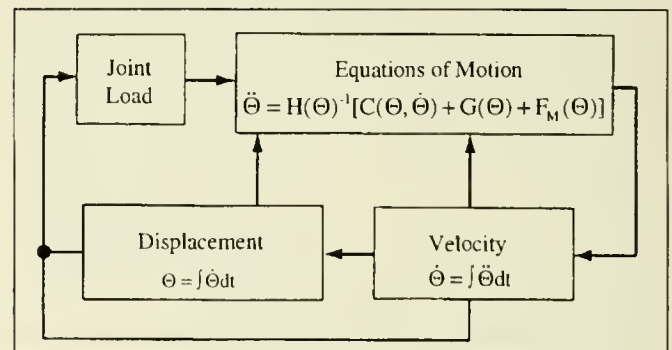 Joint
Load
Equations of Motion
Θ̈ = H(Θ)⁻¹[C(Θ, Θ̇) + G(Θ) + F_M(Θ)]
Displacement
Θ = ∫Θ̇dt
Velocity
Θ̇ = ∫Θ̈dt